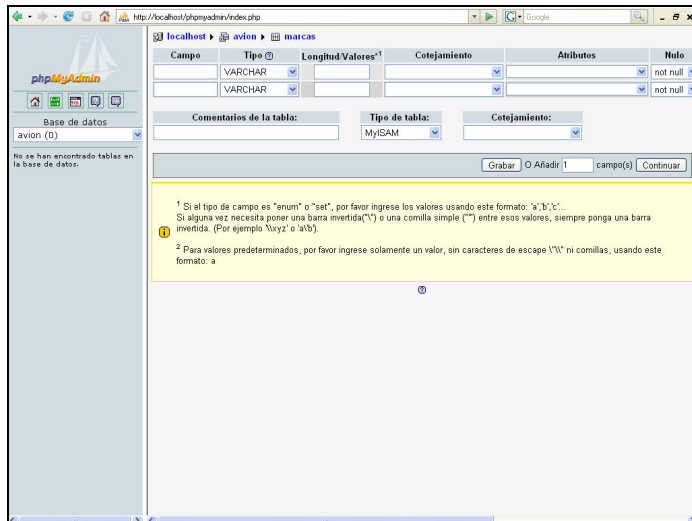 http://localhost/phpmyadmin/index.php
Google
phpMyAdmin
SQL
Base de datos
avion (0)
No se han encontrado tablas en
la base de datos.
localhost ▸ avion ▸ marcas
Campo Tipo Longitud/Valores*1 Cotejamiento Atributos Nulo
VARCHAR not null
VARCHAR not null
Comentarios de la tabla: Tipo de tabla: Cotejamiento:
MyISAM
Grabar O Añadir 1 campo(s) Continuar
1 Si el tipo de campo es "enum" o "set", por favor ingrese los valores usando este formato: 'a','b','c'...
Si alguna vez necesita poner una barra invertida("\") o una comilla simple ("'") entre esos valores, siempre ponga una barra
invertida. (Por ejemplo '\\xyz' o 'a\'b').
2 Para valores predeterminados, por favor ingrese solamente un valor, sin caracteres de escape \"\\" ni comillas, usando este
formato: a